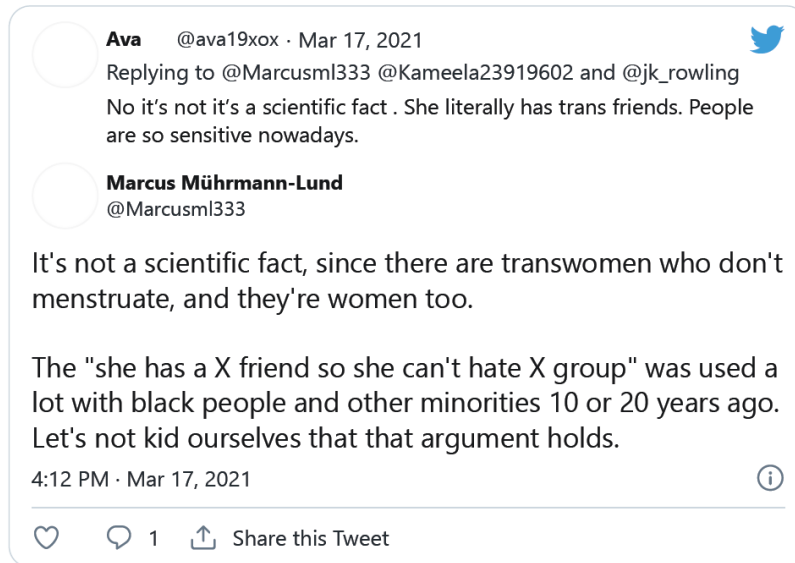 Ava @ava19xox · Mar 17, 2021
Replying to @Marcusml333 @Kameela23919602 and @jk_rowling
No it’s not it’s a scientific fact . She literally has trans friends. People
are so sensitive nowadays.
Marcus Mührmann-Lund
@Marcusml333
It's not a scientific fact, since there are transwomen who don't
menstruate, and they're women too.
The "she has a X friend so she can't hate X group" was used a
lot with black people and other minorities 10 or 20 years ago.
Let's not kid ourselves that that argument holds.
4:12 PM · Mar 17, 2021
1 Share this Tweet